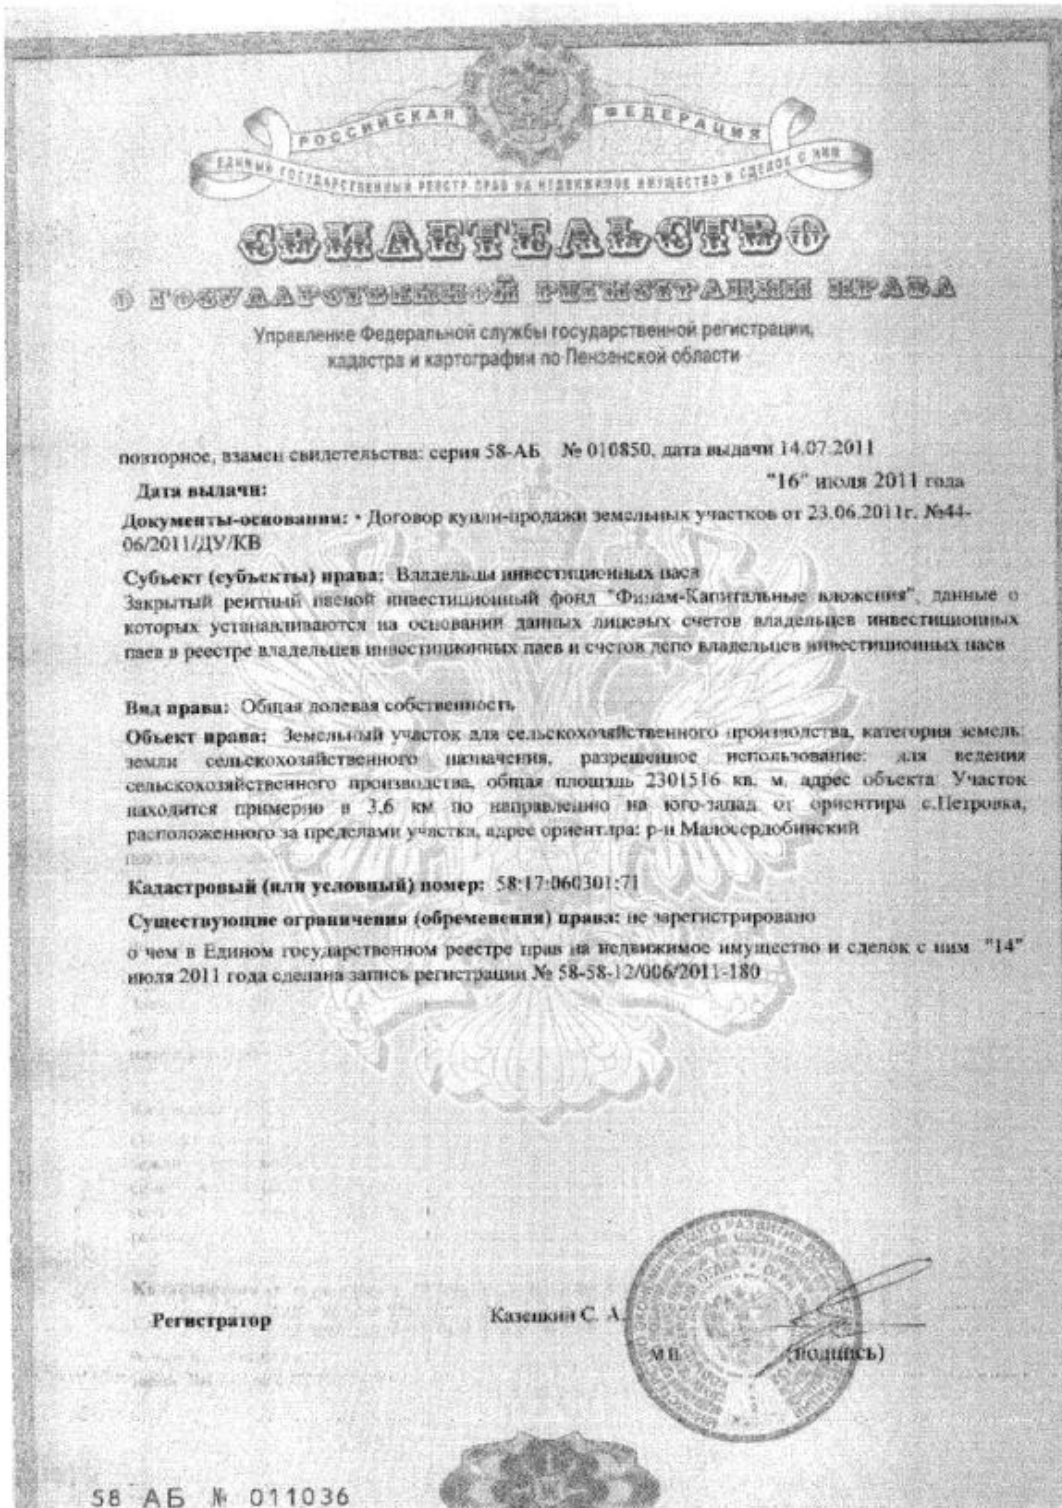 РОССИЙСКАЯ ФЕДЕРАЦИЯ
ЕДИНЫЙ ГОСУДАРСТВЕННЫЙ РЕЕСТР ПРАВ НА НЕДВИЖИМОЕ ИМУЩЕСТВО И СДЕЛОК С НИМ
СВИДЕТЕЛЬСТВО
О ГОСУДАРСТВЕННОЙ РЕГИСТРАЦИИ ПРАВА
Управление Федеральной службы государственной регистрации,
кадастра и картографии по Пензенской области
повторное, взамен свидетельства: серия 58-АБ № 010850, дата выдачи 14.07.2011
Дата выдачи: "16" июля 2011 года
Документы-основания: • Договор купли-продажи земельных участков от 23.06.2011г. №44-
06/2011/ДУ/КВ
Субъект (субъекты) права: Владельцы инвестиционных паев
Закрытый рентный паевой инвестиционный фонд "Финам-Капитальные вложения", данные о
которых устанавливаются на основании данных лицевых счетов владельцев инвестиционных
паев в реестре владельцев инвестиционных паев и счетов депо владельцев инвестиционных паев
Вид права: Общая долевая собственность
Объект права: Земельный участок для сельскохозяйственного производства, категория земель:
земли сельскохозяйственного назначения, разрешенное использование: для ведения
сельскохозяйственного производства, общая площадь 2301516 кв. м, адрес объекта Участок
находится примерно в 3,6 км по направлению на юго-запад от ориентира с.Петровка,
расположенного за пределами участка, адрес ориентира: р-н Малосердобинский
Кадастровый (или условный) номер: 58:17:060301:71
Существующие ограничения (обременения) права: не зарегистрировано
о чем в Едином государственном реестре прав на недвижимое имущество и сделок с ним "14"
июля 2011 года сделана запись регистрации № 58-58-12/006/2011-180
Регистратор Казенкин С. А.
М.П. (подпись)
58 АБ № 011036